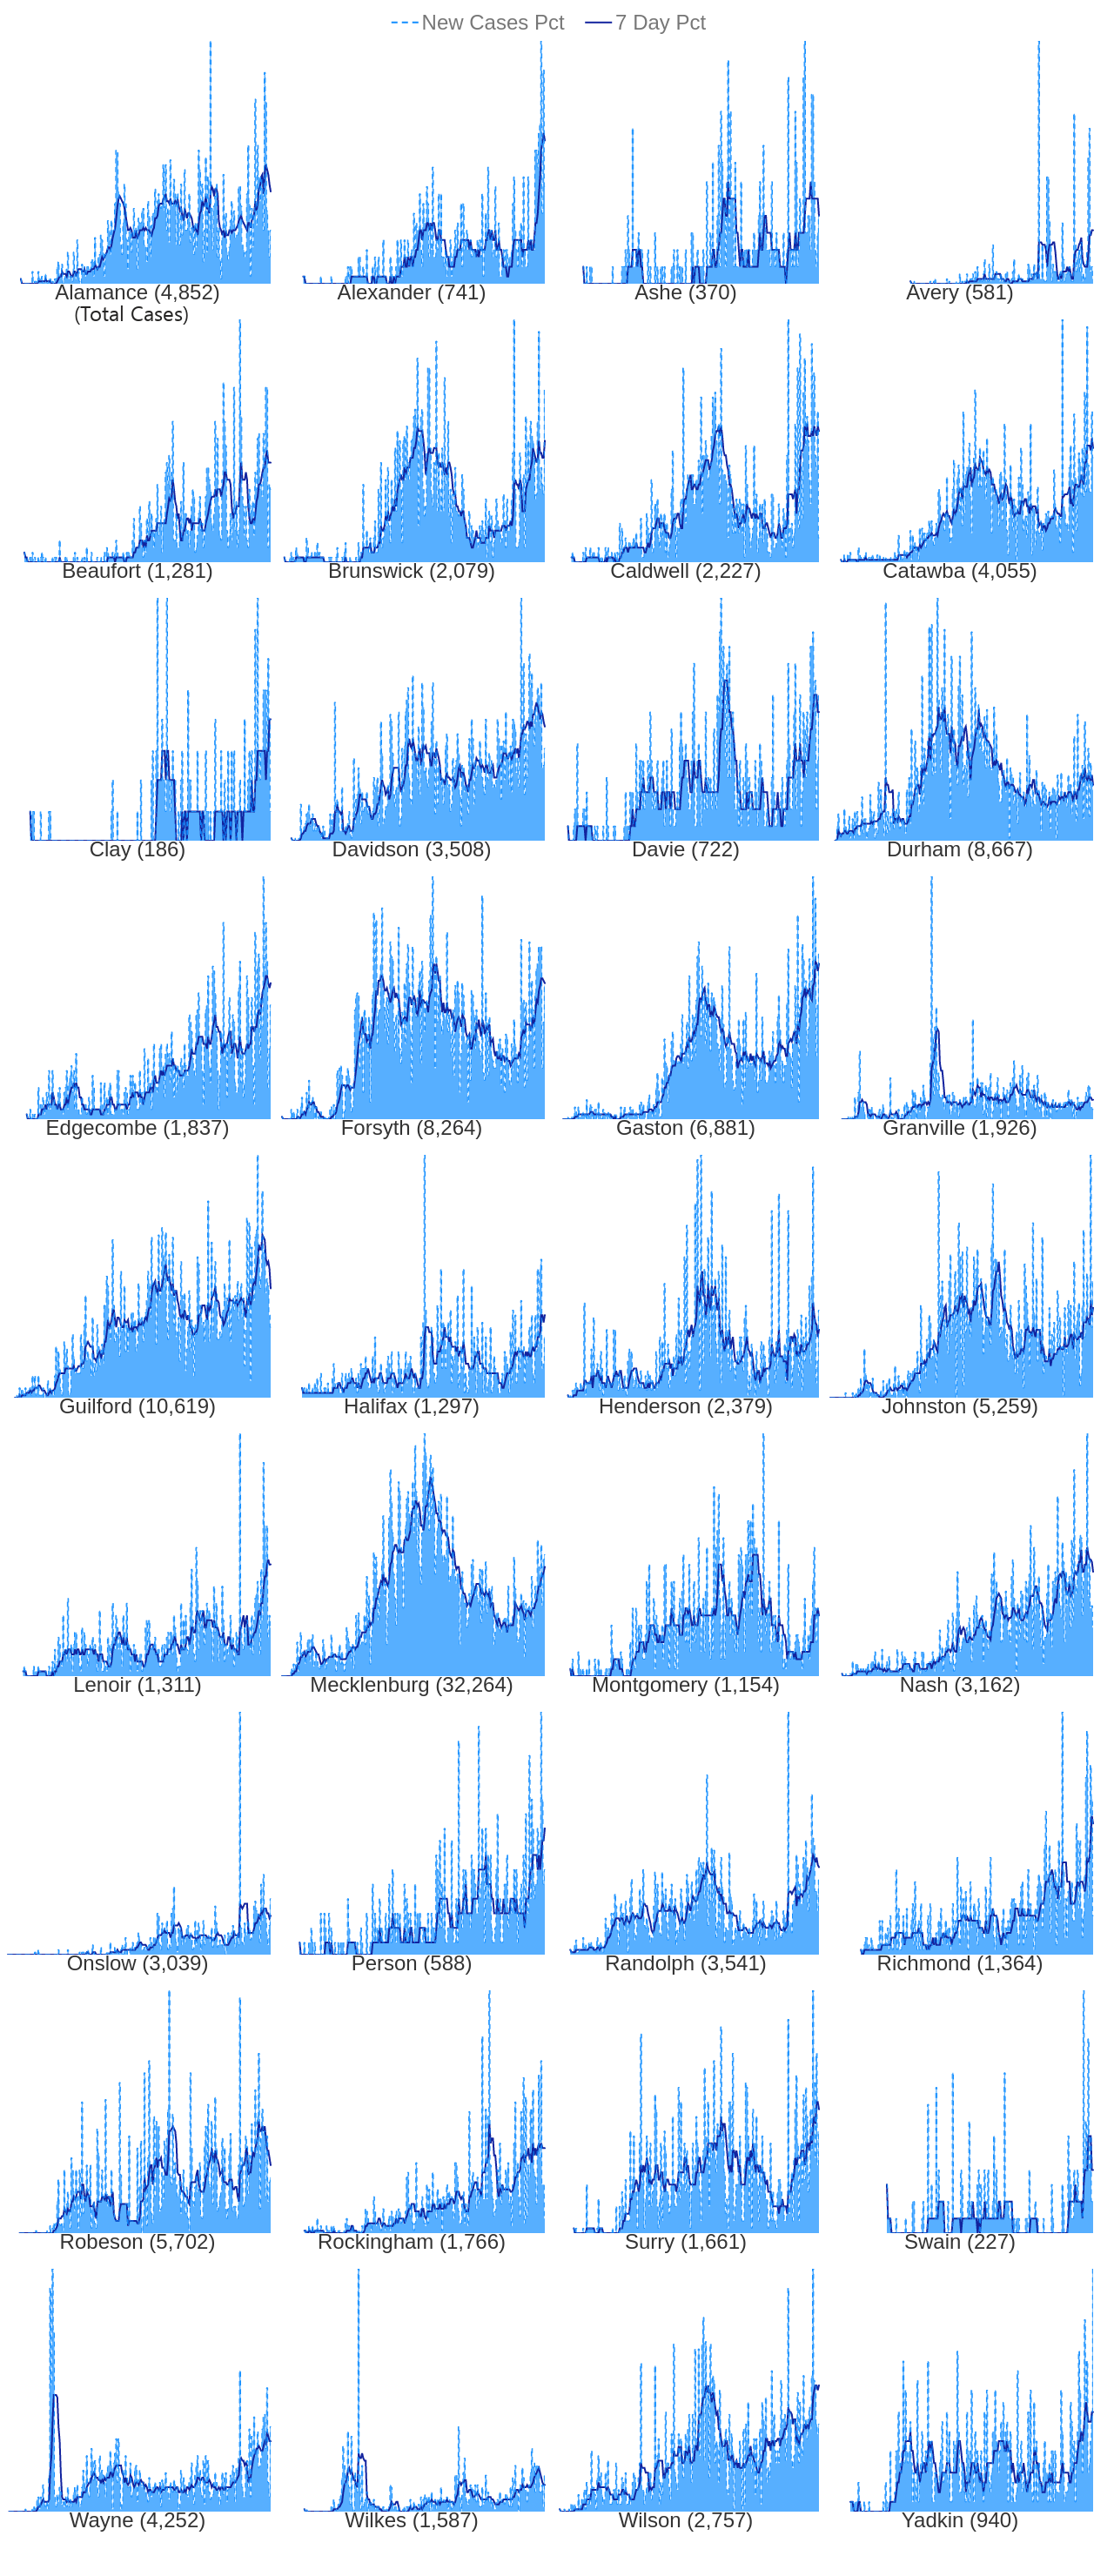 New Cases Pct 7 Day Pct
Alamance (4,852) Alexander (741) Ashe (370) Avery (581)
(Total Cases)
Beaufort (1,281) Brunswick (2,079) Caldwell (2,227) Catawba (4,055)
Clay (186) Davidson (3,508) Davie (722) Durham (8,667)
Edgecombe (1,837) Forsyth (8,264) Gaston (6,881) Granville (1,926)
Guilford (10,619) Halifax (1,297) Henderson (2,379) Johnston (5,259)
Lenoir (1,311) Mecklenburg (32,264) Montgomery (1,154) Nash (3,162)
Onslow (3,039) Person (588) Randolph (3,541) Richmond (1,364)
Robeson (5,702) Rockingham (1,766) Surry (1,661) Swain (227)
Wayne (4,252) Wilkes (1,587) Wilson (2,757) Yadkin (940)